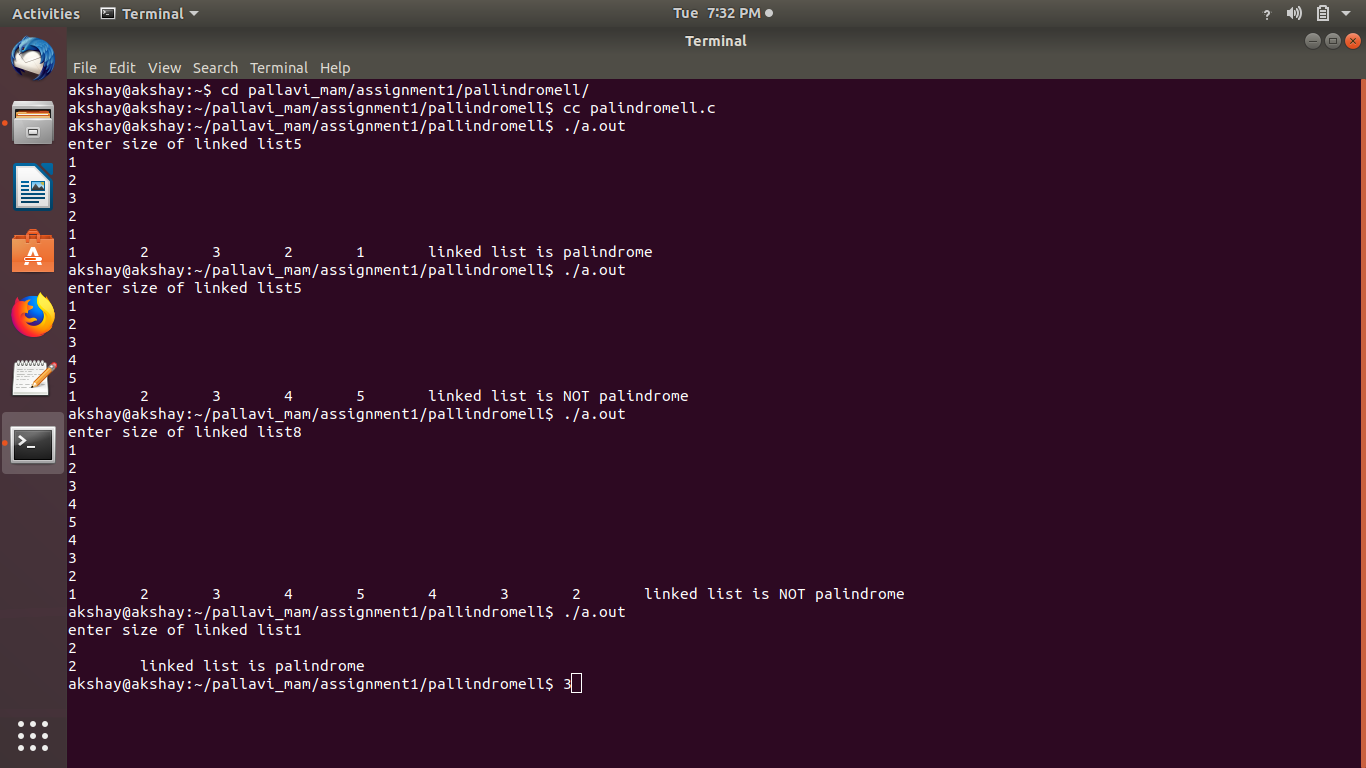 Activities Terminal Tue 7:32 PM ?
Terminal
File Edit View Search Terminal Help
akshay@akshay:~$ cd pallavi_mam/assignment1/pallindromell/
akshay@akshay:~/pallavi_mam/assignment1/pallindromell$ cc palindromell.c
akshay@akshay:~/pallavi_mam/assignment1/pallindromell$ ./a.out
enter size of linked list5
1
2
3
2
1
1 2 3 2 1 linked list is palindrome
akshay@akshay:~/pallavi_mam/assignment1/pallindromell$ ./a.out
enter size of linked list5
1
2
3
4
5
1 2 3 4 5 linked list is NOT palindrome
akshay@akshay:~/pallavi_mam/assignment1/pallindromell$ ./a.out
enter size of linked list8
1
2
3
4
5
4
3
2
1 2 3 4 5 4 3 2 linked list is NOT palindrome
akshay@akshay:~/pallavi_mam/assignment1/pallindromell$ ./a.out
enter size of linked list1
2
2 linked list is palindrome
akshay@akshay:~/pallavi_mam/assignment1/pallindromell$ 3